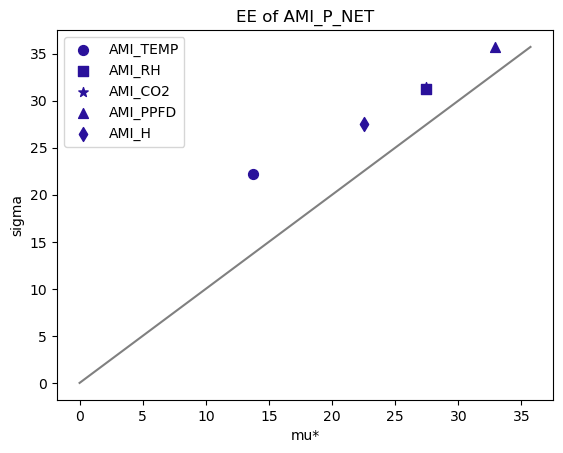 EE of AMI_P_NET
AMI_TEMP
AMI_RH
AMI_CO2
AMI_PPFD
AMI_H
sigma
35
30
25
20
15
10
5
0
0 5 10 15 20 25 30 35
mu*